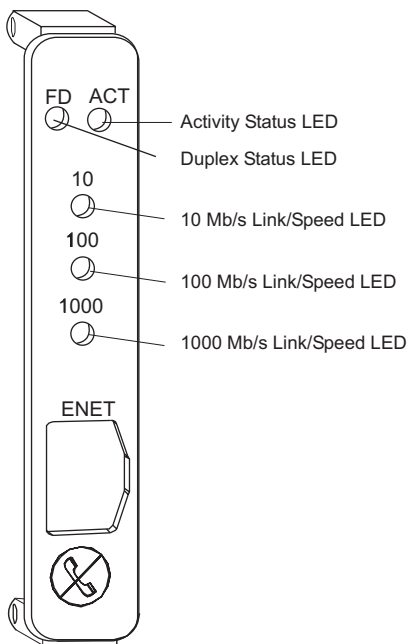 FD ACT
Activity Status LED
Duplex Status LED
10
10 Mb/s Link/Speed LED
100
100 Mb/s Link/Speed LED
1000
1000 Mb/s Link/Speed LED
ENET